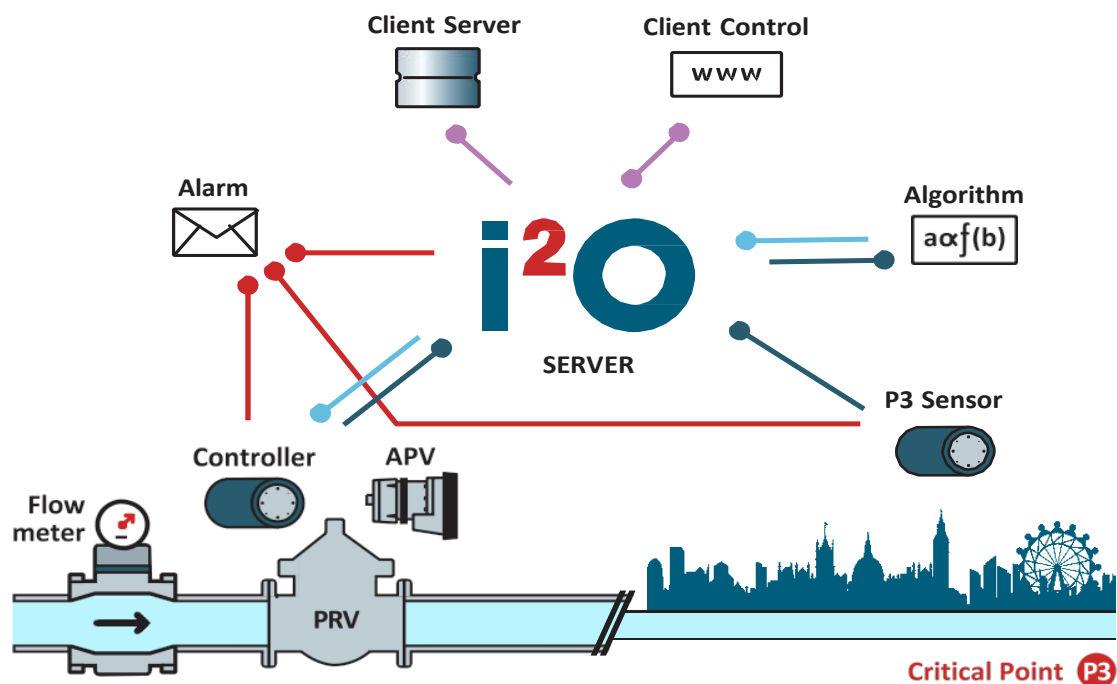 Client Server
Client Control
www
Alarm
Algorithm
a∝ƒ(b)
i2O
SERVER
P3 Sensor
Controller
APV
Flow
meter
PRV
Critical Point P3